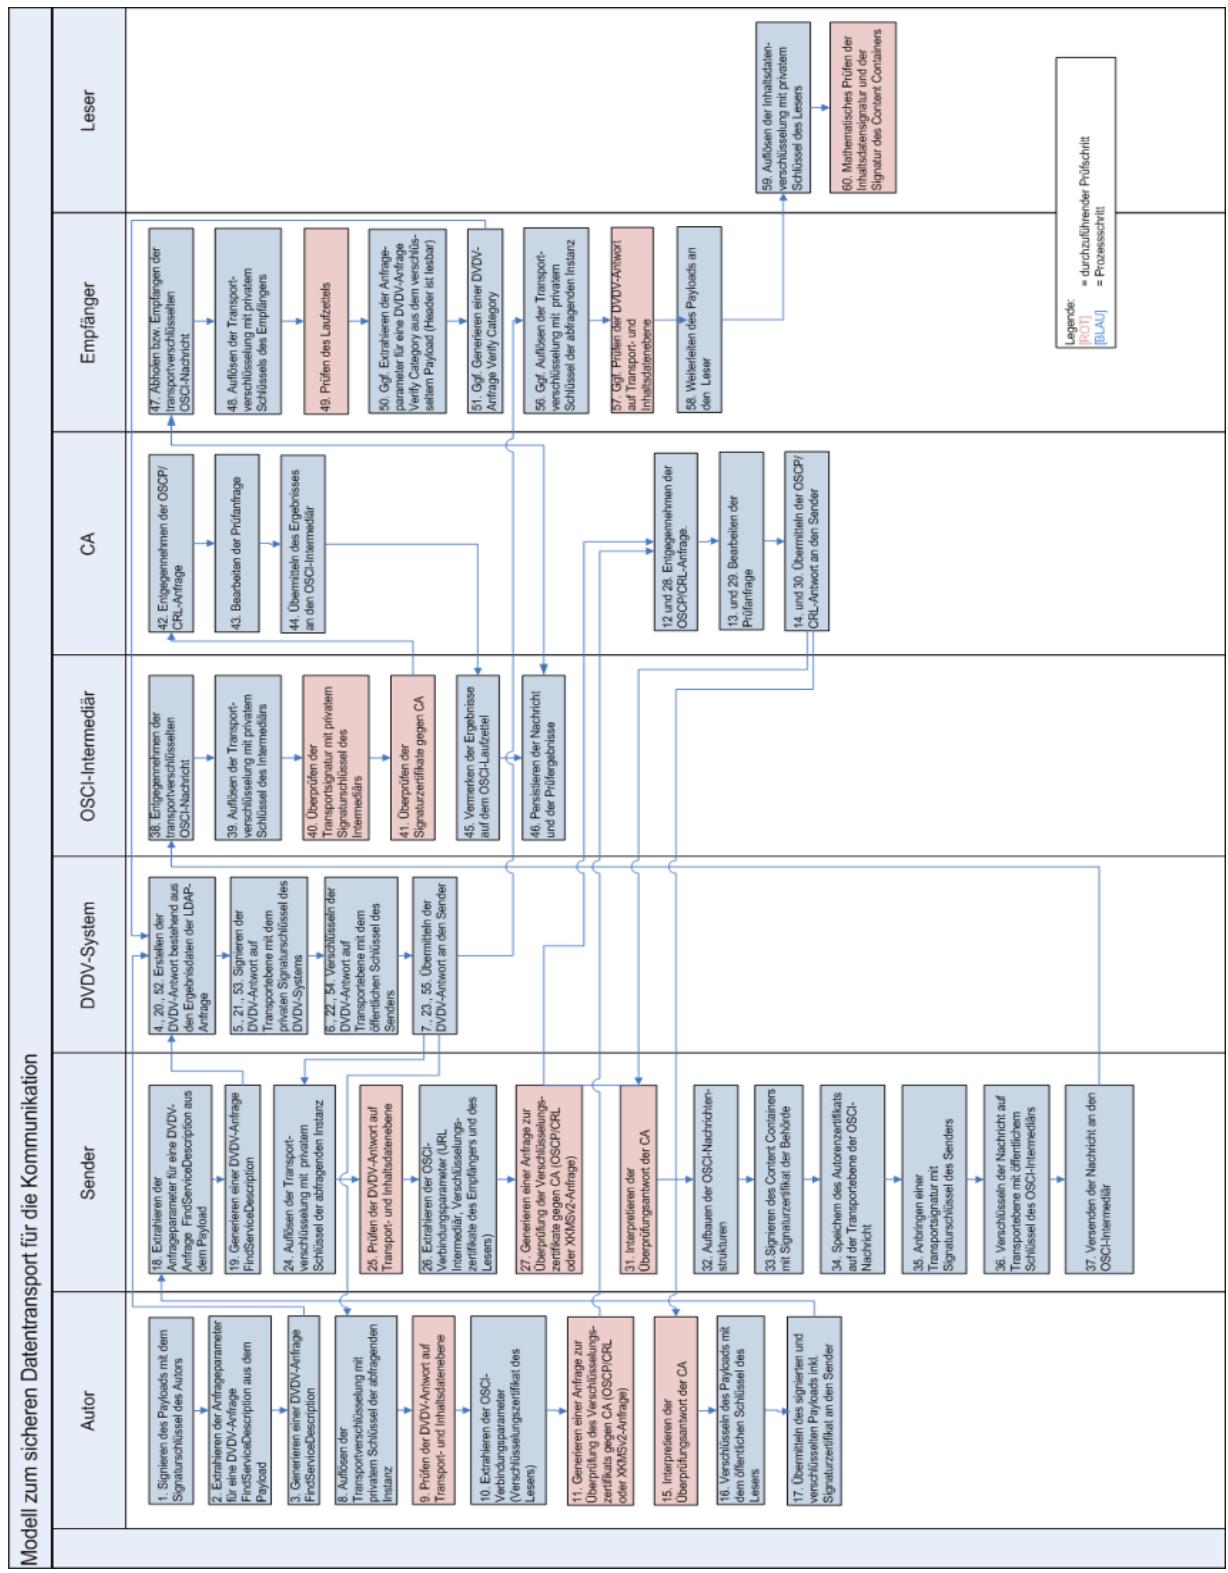 Modell zum sicheren Datentransport für die Kommunikation
Autor
1. Signieren des Payloads mit dem
Signaturschlüssel des Autors
2. Extrahieren der Anfrageparameter
für eine DVDV-Anfrage
FindServiceDescription aus dem
Payload
3. Generieren einer DVDV-Anfrage
FindServiceDescription
8. Auflösen der
Transportverschlüsselung mit
privatem Schlüssel der abfragenden
Instanz
9. Prüfen der DVDV-Antwort auf
Transport- und Inhaltsdatenebene
10. Extrahieren der OSCI-
Verbindungsparameter
(Verschlüsselungszertifikat des
Lesers)
11. Generieren einer Anfrage zur
Überprüfung des Verschlüsselungs-
zertifikats gegen CA (OSCP/CRL
oder XKMSv2-Anfrage)
15. Interpretieren der
Überprüfungsantwort der CA
16. Verschlüsseln des Payloads mit
dem öffentlichen Schlüssel des
Lesers
17. Übermitteln des signierten und
verschlüsselten Payloads inkl.
Signaturzertifikat an den Sender
Sender
18. Extrahieren der
Anfrageparameter für eine DVDV-
Anfrage FindServiceDescription aus
dem Payload
19. Generieren einer DVDV-Anfrage
FindServiceDescription
24. Auflösen der Transport-
verschlüsselung mit privatem
Schlüssel der abfragenden Instanz
25. Prüfen der DVDV-Antwort auf
Transport- und Inhaltsdatenebene
26. Extrahieren der OSCI-
Verbindungsparameter (URL
Intermediär, Verschlüsselungs-
zertifikate des Empfängers und des
Lesers)
27. Generieren einer Anfrage zur
Überprüfung der Verschlüsselungs-
zertifikate gegen CA (OSCP/CRL
oder XKMSv2-Anfrage)
31. Interpretieren der
Überprüfungsantwort der CA
32. Aufbauen der OSCI-Nachrichten-
strukturen
33 Signieren des Content Containers
mit Signaturzertifikat der Behörde
34. Speichern des Autorenzertifikats
auf der Transportebene der OSCI-
Nachricht
35. Anbringen einer
Transportsignatur mit
Signaturschlüssel des Senders
36. Verschlüsseln der Nachricht auf
Transportebene mit öffentlichem
Schlüssel des OSCI-Intermediärs
37. Versenden der Nachricht an den
OSCI-Intermediär
DVDV-System
4., 20., 52. Erstellen der
DVDV-Antwort bestehend aus
den Ergebnisdaten der LDAP-
Anfrage
5., 21., 53. Signieren der
DVDV-Antwort auf
Transportebene mit dem
privaten Signaturschlüssel des
DVDV-Systems
6., 22., 54. Verschlüsseln der
DVDV-Antwort auf
Transportebene mit dem
öffentlichen Schlüssel des
Senders
7., 23., 55. Übermitteln der
DVDV-Antwort an den Sender
OSCI-Intermediär
38. Entgegennehmen der
transportverschlüsselten
OSCI-Nachricht
39. Auflösen der Transport-
verschlüsselung mit privatem
Schlüssel des Intermediärs
40. Überprüfen der
Transportsignatur mit privatem
Signaturschlüssel des
Intermediärs
41. Überprüfen der
Signaturzertifikate gegen CA
45. Vermerken der Ergebnisse
auf dem OSCI-Laufzettel
46. Persistieren der Nachricht
und der Prüfergebnisse
CA
42. Entgegennehmen der OSCP/
CRL-Anfrage
43. Bearbeiten der Prüfanfrage
44. Übermitteln des Ergebnisses
an den OSCI-Intermediär
12 und 28. Entgegennehmen der
OSCP/CRL-Anfrage.
13. und 29. Bearbeiten der
Prüfanfrage
14. und 30. Übermitteln der OSCP/
CRL-Antwort an den Sender
Empfänger
47. Abholen bzw. Empfangen der
transportverschlüsselten
OSCI-Nachricht
48. Auflösen der Transport-
verschlüsselung mit privatem
Schlüssels des Empfängers
49. Prüfen des Laufzettels
50. Ggf. Extrahieren der Anfrage-
parameter für eine DVDV-Anfrage
Verify Category aus dem verschlüs-
seltem Payload (Header ist lesbar)
51. Ggf. Generieren einer DVDV-
Anfrage Verify Category
56. Ggf. Auflösen der Transport-
verschlüsselung mit privatem
Schlüssel der abfragenden Instanz
57. Ggf. Prüfen der DVDV-Antwort
auf Transport- und
Inhaltsdatenebene
58. Weiterleiten des Payloads an
den Leser
Leser
59. Auflösen der Inhaltsdaten-
verschlüsselung mit privatem
Schlüssel des Lesers
60. Mathematisches Prüfen der
Inhaltsdatensignatur und der
Signatur des Content Containers
Legende:
[ROT] = durchzuführender Prüfschritt
[BLAU] = Prozessschritt